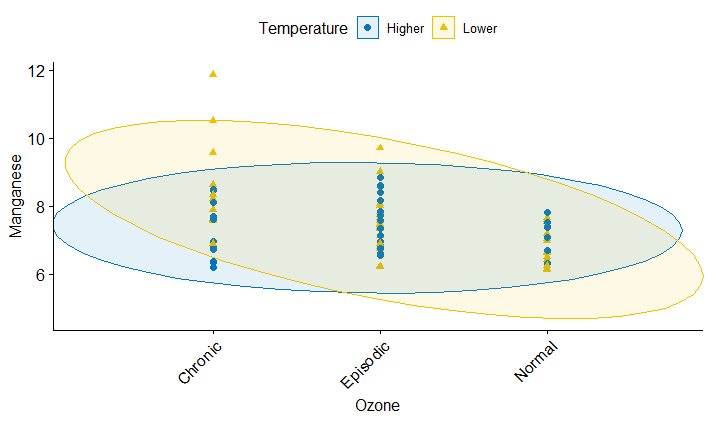 Temperature Higher Lower
Manganese
12
10
8
6
Chronic
Episodic
Normal
Ozone